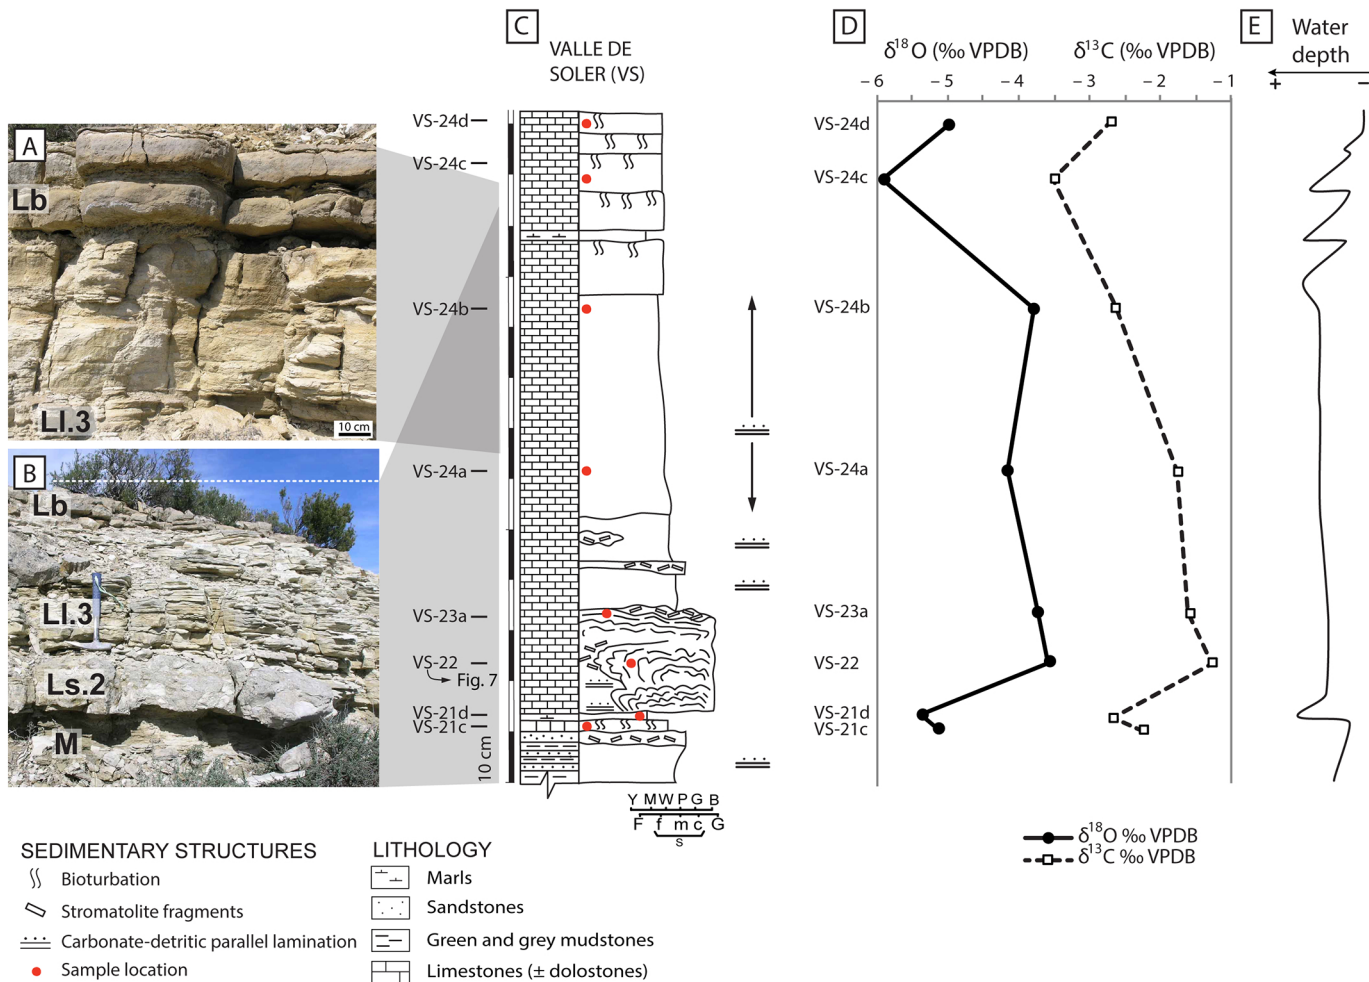 A
Lb
Ll.3
10 cm
B
Lb
Ll.3
Ls.2
M
C
VALLE DE
SOLER (VS)
VS-24d
VS-24c
VS-24b
VS-24a
VS-23a
VS-22
Fig. 7
VS-21d
VS-21c
10 cm
Y M W P G B
F f m c G
s
D
δ18O (‰ VPDB) δ13C (‰ VPDB)
-6 -5 -4 -3 -2 -1
VS-24d
VS-24c
VS-24b
VS-24a
VS-23a
VS-22
VS-21d
VS-21c
δ18O ‰ VPDB
δ13C ‰ VPDB
E
Water
depth
+ −
SEDIMENTARY STRUCTURES
Bioturbation
Stromatolite fragments
Carbonate-detritic parallel lamination
Sample location
LITHOLOGY
Marls
Sandstones
Green and grey mudstones
Limestones (± dolostones)